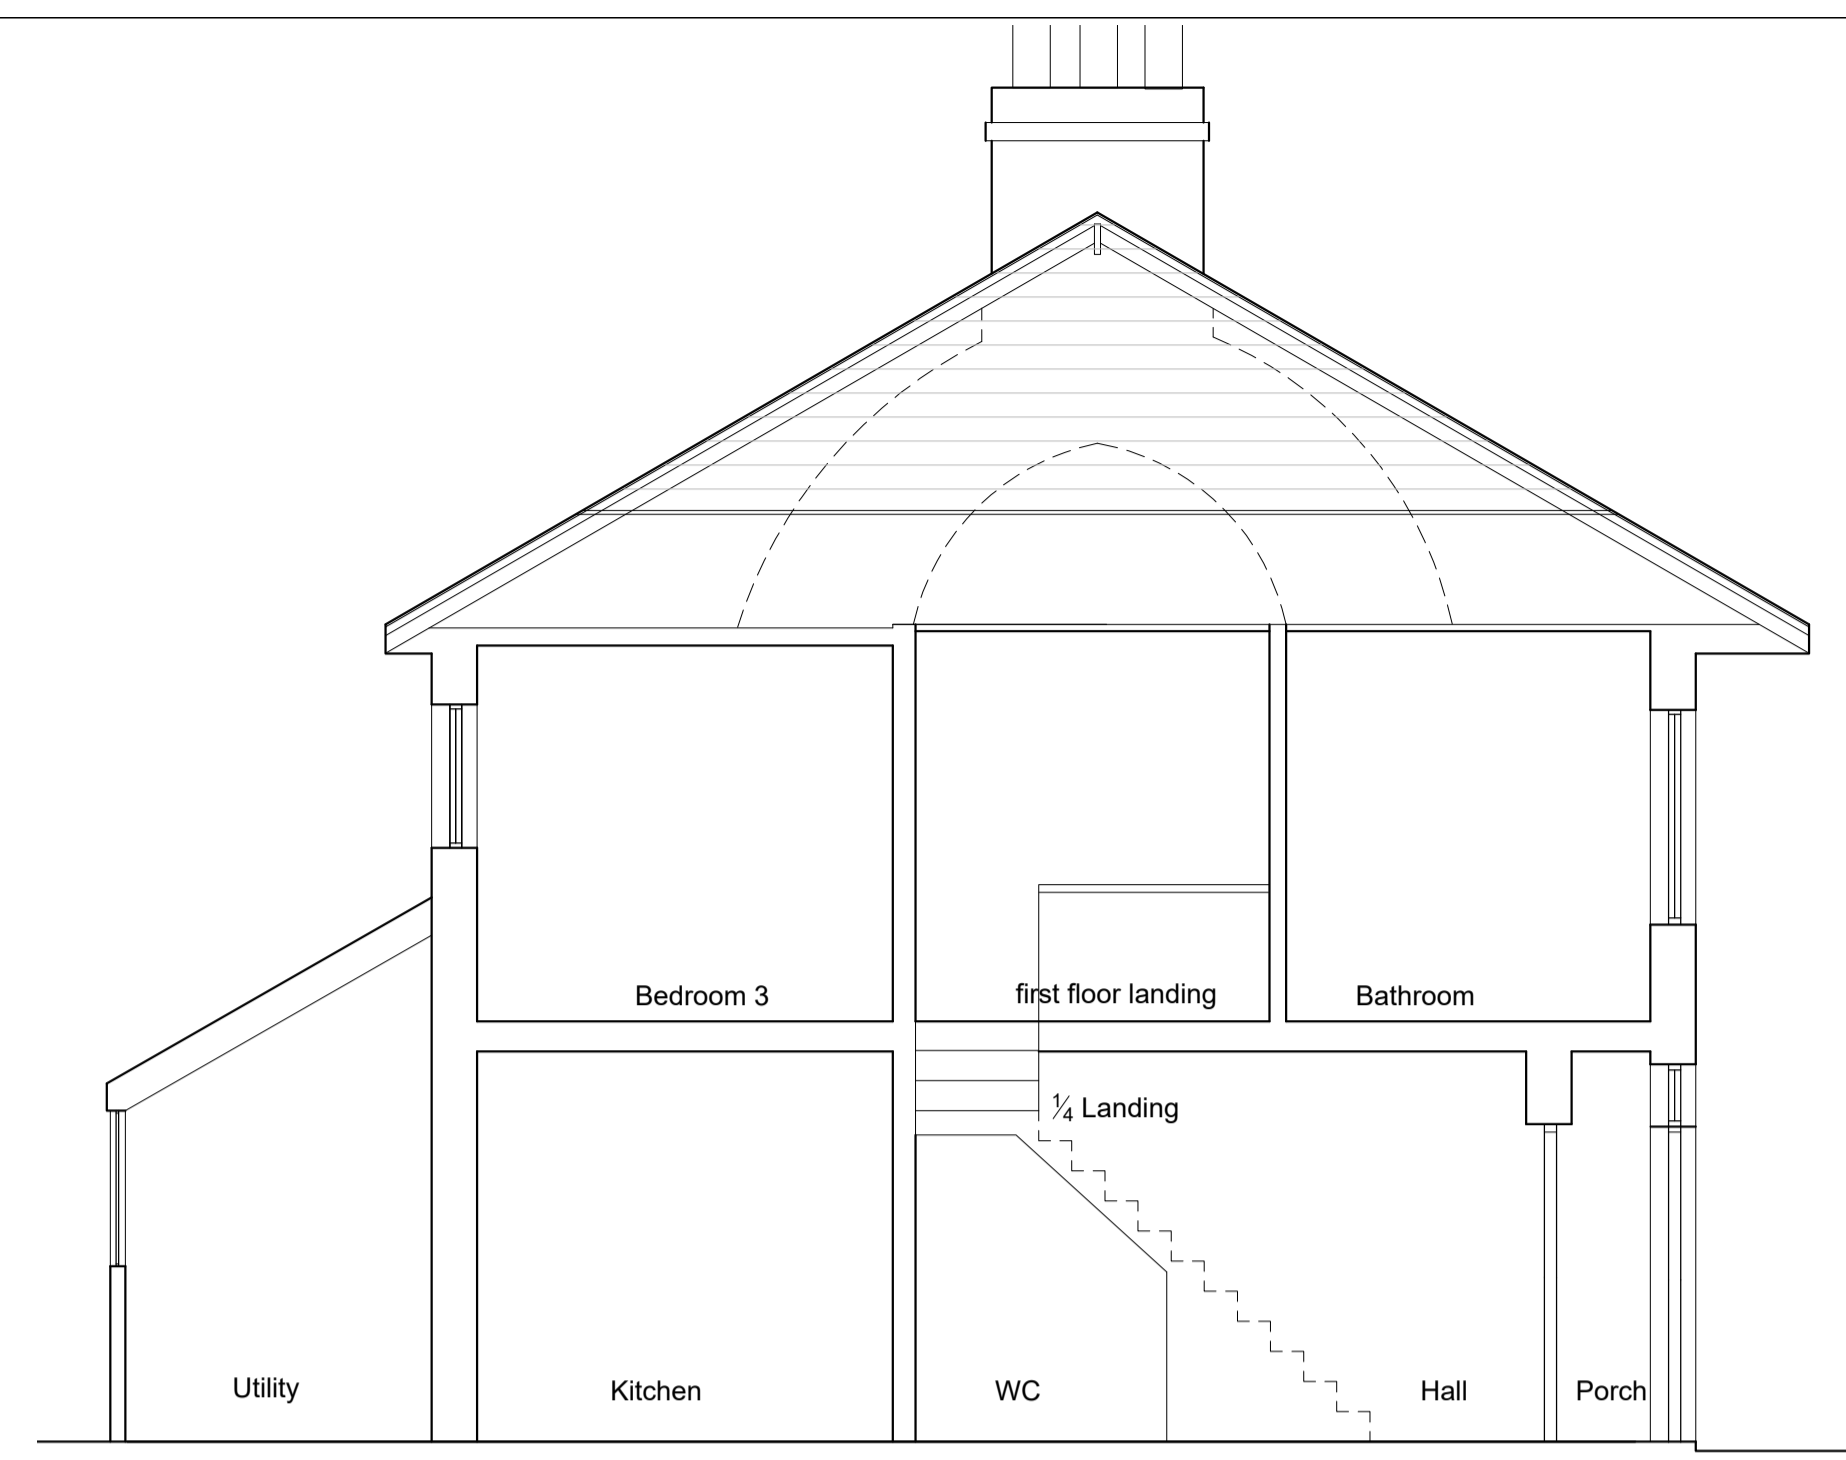 Bedroom 3
first floor landing
Bathroom
¼ Landing
Utility
Kitchen
WC
Hall
Porch